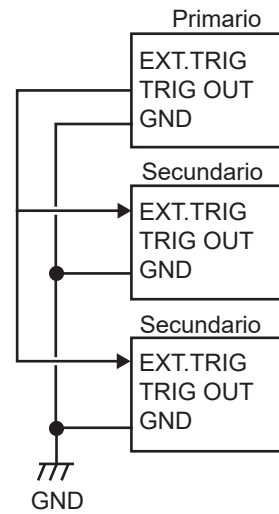 Primario
EXT.TRIG
TRIG OUT
GND
Secundario
EXT.TRIG
TRIG OUT
GND
Secundario
EXT.TRIG
TRIG OUT
GND
GND